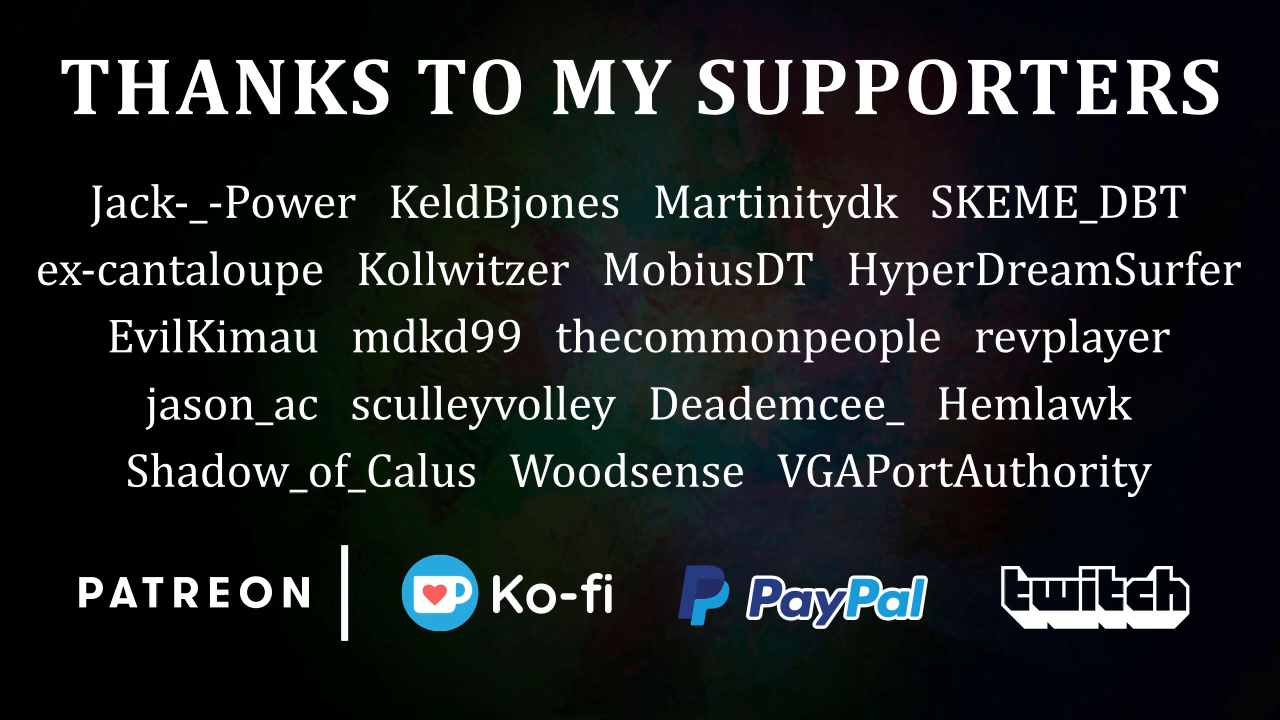 THANKS TO MY SUPPORTERS
Jack-_-Power KeldBjones Martinitydk SKEME_DBT
ex-cantaloupe Kollwitzer MobiusDT HyperDreamSurfer
EvilKimau mdkd99 thecommonpeople revplayer
jason_ac sculleyvolley Deademcee_ Hemlawk
Shadow_of_Calus Woodsense VGAPortAuthority
PATREON Ko-fi PayPal twitch